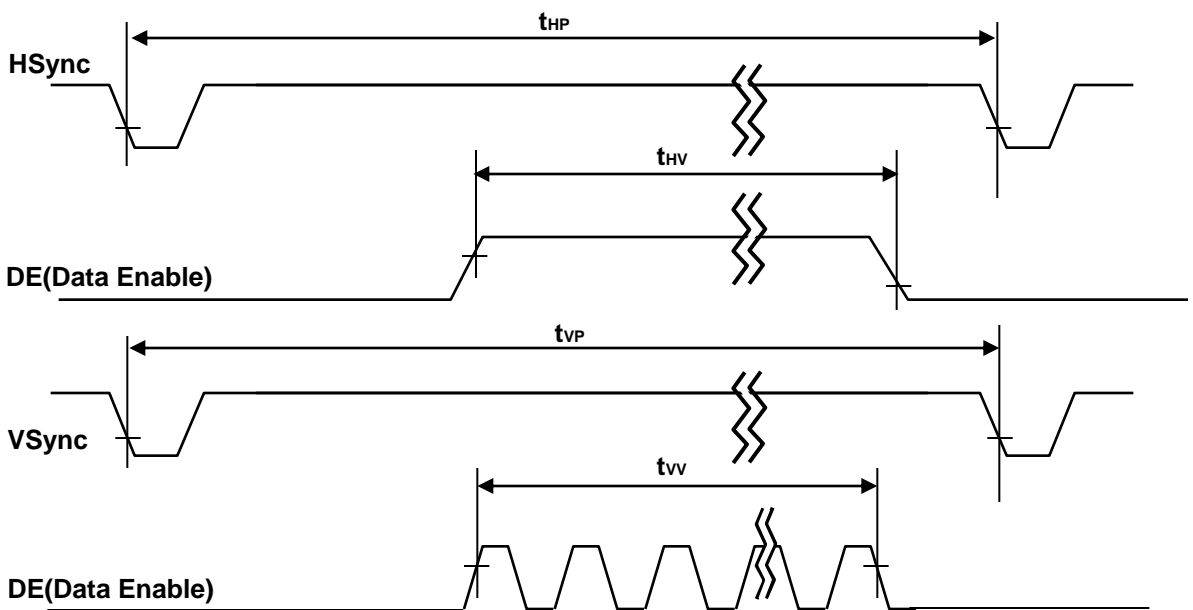 tHP
HSync
tHV
DE(Data Enable)
tVP
VSync
tVV
DE(Data Enable)